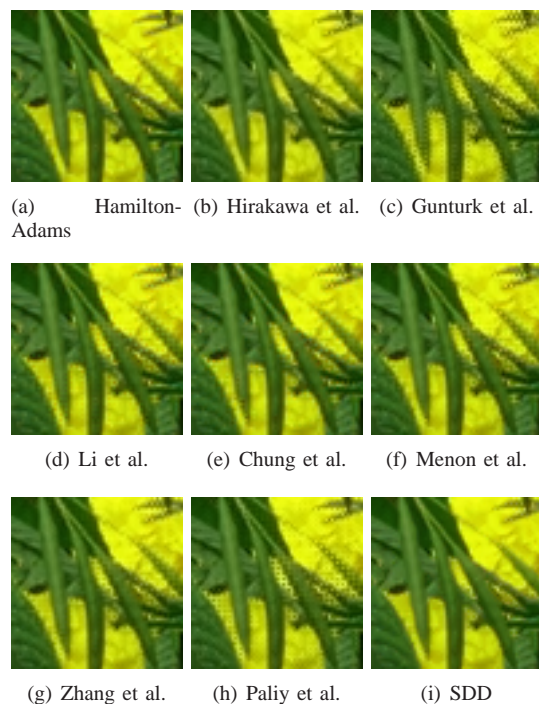 (a) Hamilton-
Adams
(b) Hirakawa et al.
(c) Gunturk et al.
(d) Li et al.
(e) Chung et al.
(f) Menon et al.
(g) Zhang et al.
(h) Paliy et al.
(i) SDD